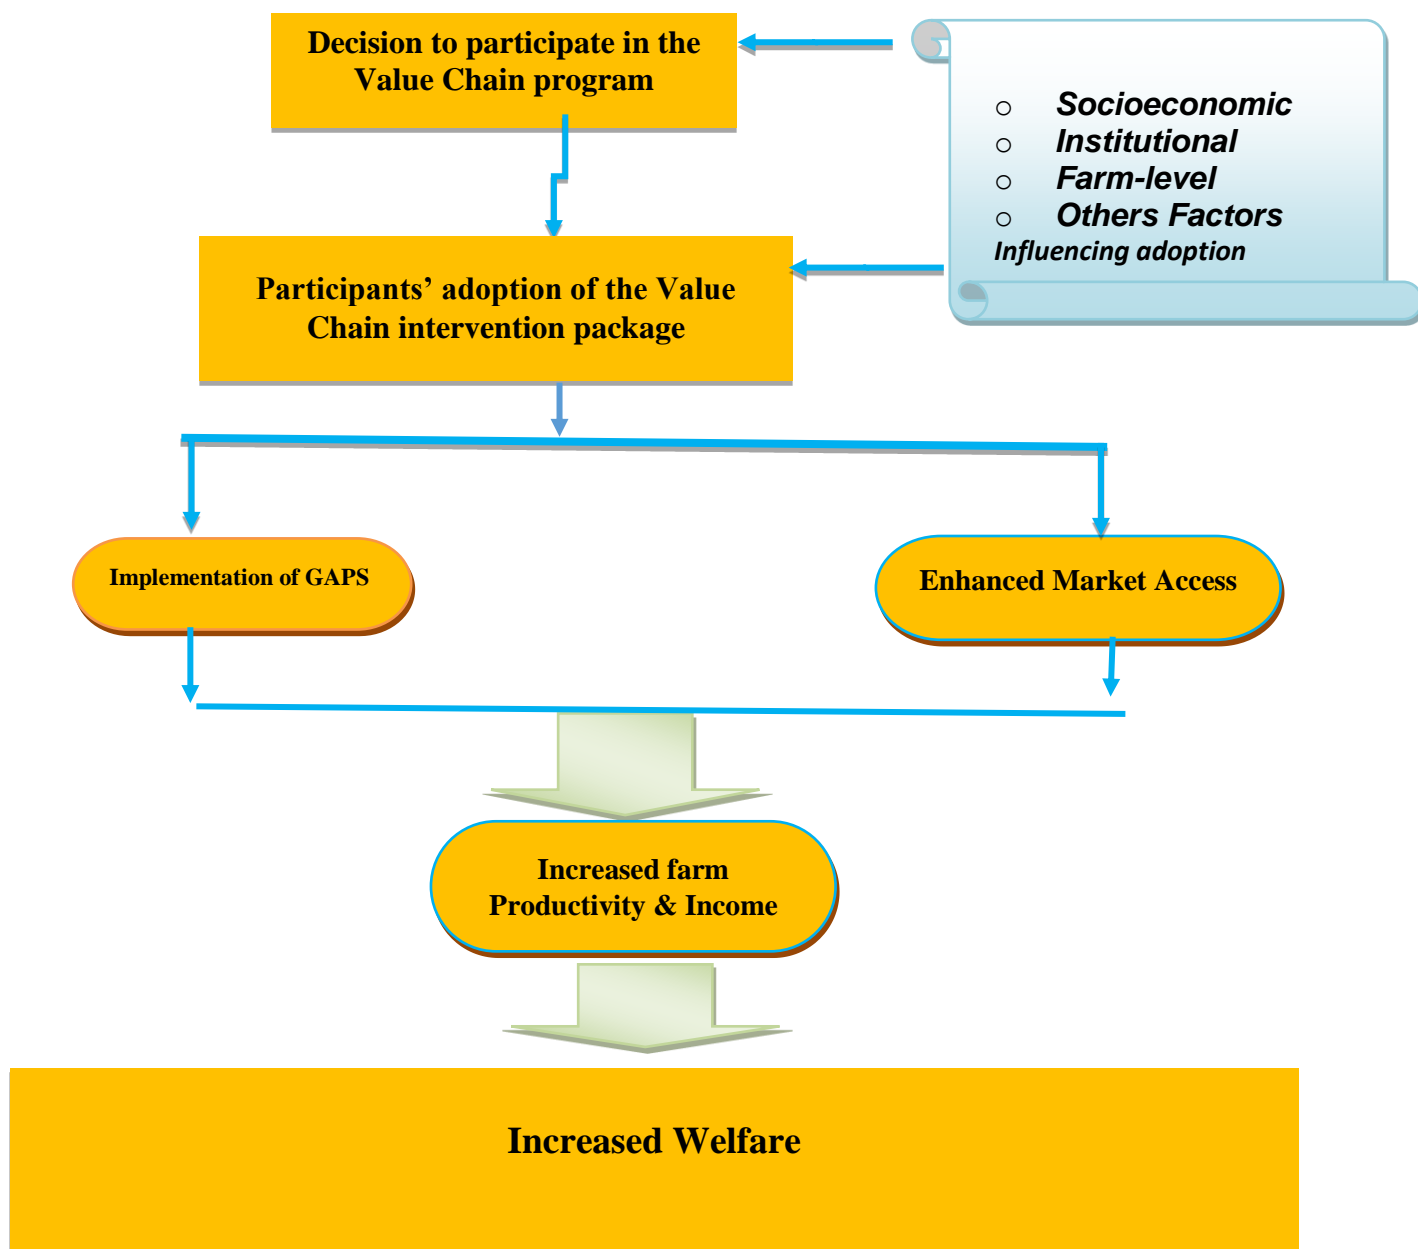 Decision to participate in the
Value Chain program
o Socioeconomic
o Institutional
o Farm-level
o Others Factors
Influencing adoption
Participants’ adoption of the Value
Chain intervention package
Implementation of GAPS
Enhanced Market Access
Increased farm
Productivity & Income
Increased Welfare